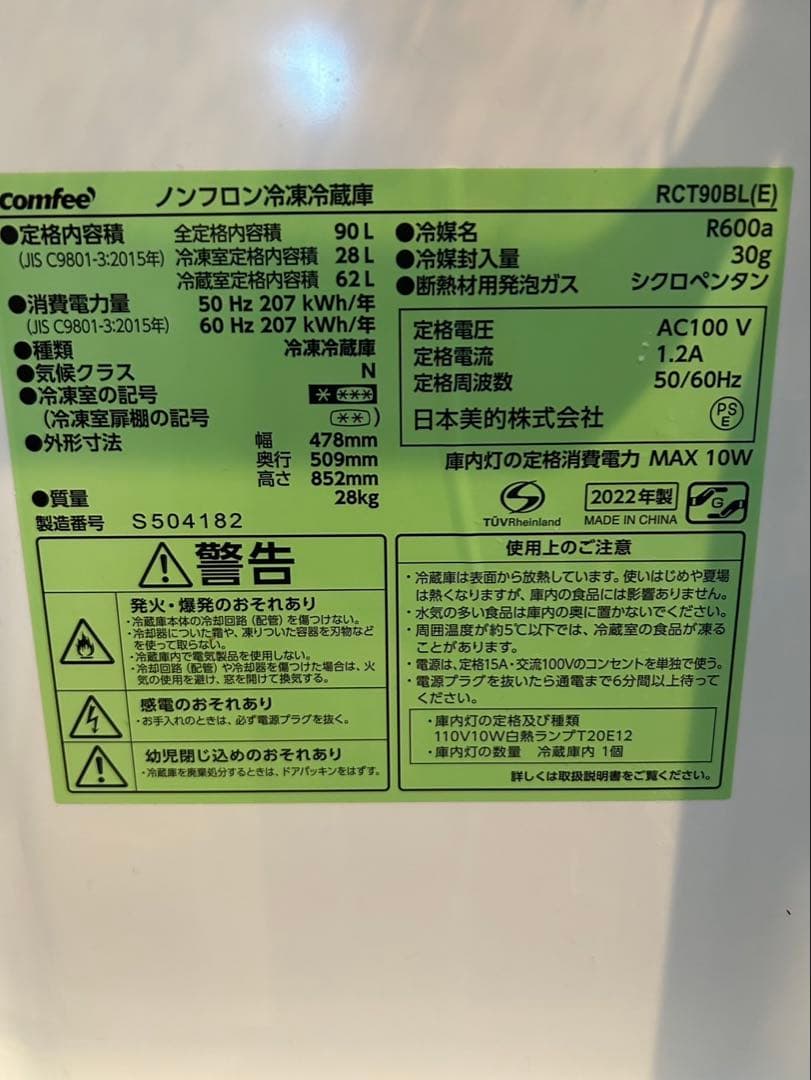 comfee' ノンフロン冷凍冷蔵庫 RCT90BL(E)
●定格内容積 全定格内容積 90 L
(JIS C9801-3:2015年) 冷凍室定格内容積 28 L
冷蔵室定格内容積 62 L
●消費電力量 50 Hz 207 kWh/年
(JIS C9801-3:2015年) 60 Hz 207 kWh/年
●種類 冷凍冷蔵庫
●気候クラス N
●冷凍室の記号
(冷凍室扉棚の記号 )
●外形寸法 幅 478mm
奥行 509mm
高さ 852mm
●質量 28kg
製造番号 S504182
●冷媒名 R600a
●冷媒封入量 30g
●断熱材用発泡ガス シクロペンタン
定格電圧 AC100 V
定格電流 1.2A
定格周波数 50/60Hz
日本美的株式会社 PS E
庫内灯の定格消費電力 MAX 10W
TÜVRheinland
2022年製
MADE IN CHINA
G
警告
発火・爆発のおそれあり
・冷蔵庫本体の冷却回路(配管)を傷つけない。
・冷却器についた霜や、凍りついた容器を刃物など
を使って取らない。
・冷蔵庫内で電気製品を使用しない。
・冷却回路(配管)や冷却器を傷つけた場合は、火
気の使用を避け、窓を開けて換気する。
感電のおそれあり
・お手入れのときは、必ず電源プラグを抜く。
幼児閉じ込めのおそれあり
・冷蔵庫を廃棄処分するときは、ドアパッキンをはずす。
使用上のご注意
・冷蔵庫は表面から放熱しています。使いはじめや夏場
は熱くなりますが、庫内の食品には影響ありません。
・水気の多い食品は庫内の奥に置かないでください。
・周囲温度が約5℃以下では、冷蔵室の食品が凍る
ことがあります。
・電源は、定格15A・交流100Vのコンセントを単独で使う。
・電源プラグを抜いたら通電まで6分間以上待って
ください。
・庫内灯の定格及び種類
110V10W白熱ランプT20E12
・庫内灯の数量 冷蔵庫内 1個
詳しくは取扱説明書をご覧ください。